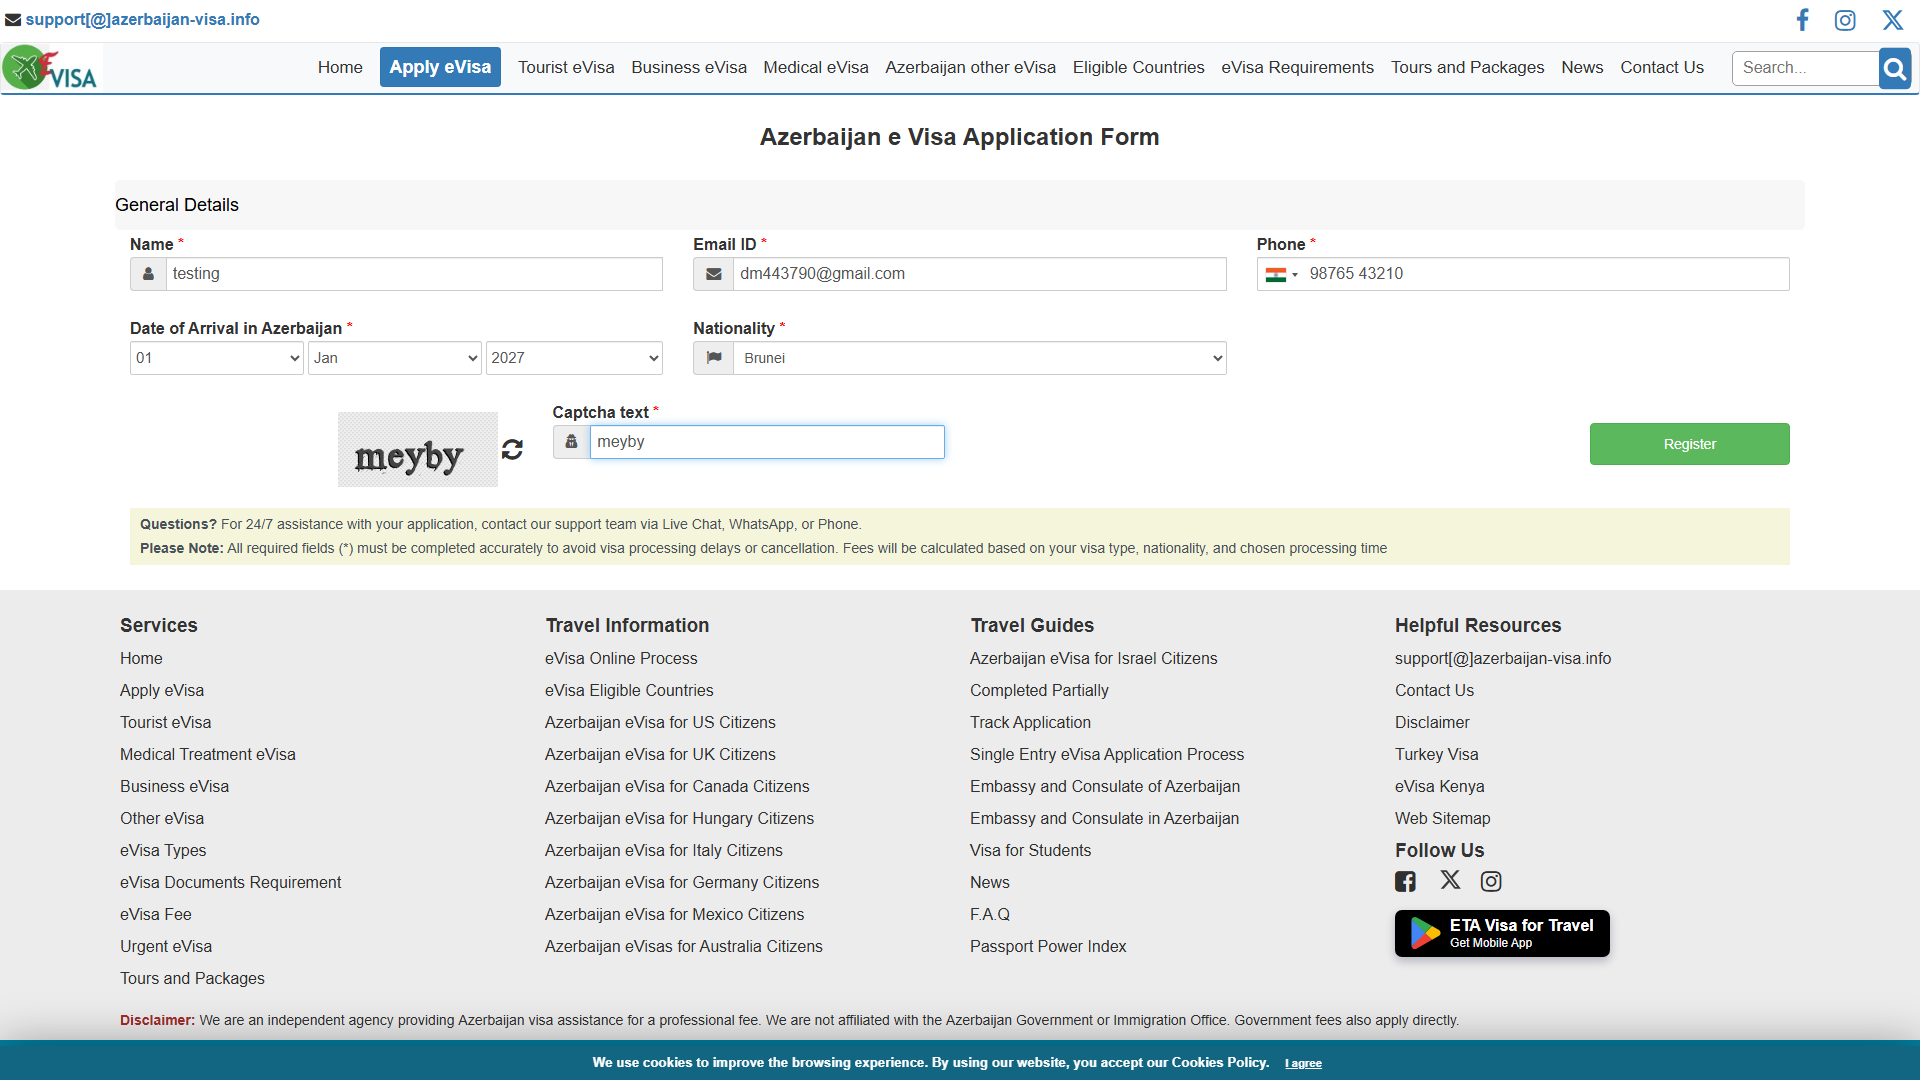 support[@]azerbaijan-visa.info
eVISA
Home Apply eVisa Tourist eVisa Business eVisa Medical eVisa Azerbaijan other eVisa Eligible Countries eVisa Requirements Tours and Packages News Contact Us Search...
Azerbaijan e Visa Application Form
General Details
Name * Email ID * Phone *
testing dm443790@gmail.com 98765 43210
Date of Arrival in Azerbaijan * Nationality *
01 Jan 2027 Brunei
Captcha text *
meyby meyby Register
Questions? For 24/7 assistance with your application, contact our support team via Live Chat, WhatsApp, or Phone.
Please Note: All required fields (*) must be completed accurately to avoid visa processing delays or cancellation. Fees will be calculated based on your visa type, nationality, and chosen processing time
Services
Home
Apply eVisa
Tourist eVisa
Medical Treatment eVisa
Business eVisa
Other eVisa
eVisa Types
eVisa Documents Requirement
eVisa Fee
Urgent eVisa
Tours and Packages
Travel Information
eVisa Online Process
eVisa Eligible Countries
Azerbaijan eVisa for US Citizens
Azerbaijan eVisa for UK Citizens
Azerbaijan eVisa for Canada Citizens
Azerbaijan eVisa for Hungary Citizens
Azerbaijan eVisa for Italy Citizens
Azerbaijan eVisa for Germany Citizens
Azerbaijan eVisa for Mexico Citizens
Azerbaijan eVisas for Australia Citizens
Travel Guides
Azerbaijan eVisa for Israel Citizens
Completed Partially
Track Application
Single Entry eVisa Application Process
Embassy and Consulate of Azerbaijan
Embassy and Consulate in Azerbaijan
Visa for Students
News
F.A.Q
Passport Power Index
Helpful Resources
support[@]azerbaijan-visa.info
Contact Us
Disclaimer
Turkey Visa
eVisa Kenya
Web Sitemap
Follow Us
ETA Visa for Travel
Get Mobile App
Disclaimer: We are an independent agency providing Azerbaijan visa assistance for a professional fee. We are not affiliated with the Azerbaijan Government or Immigration Office. Government fees also apply directly.
We use cookies to improve the browsing experience. By using our website, you accept our Cookies Policy. I agree